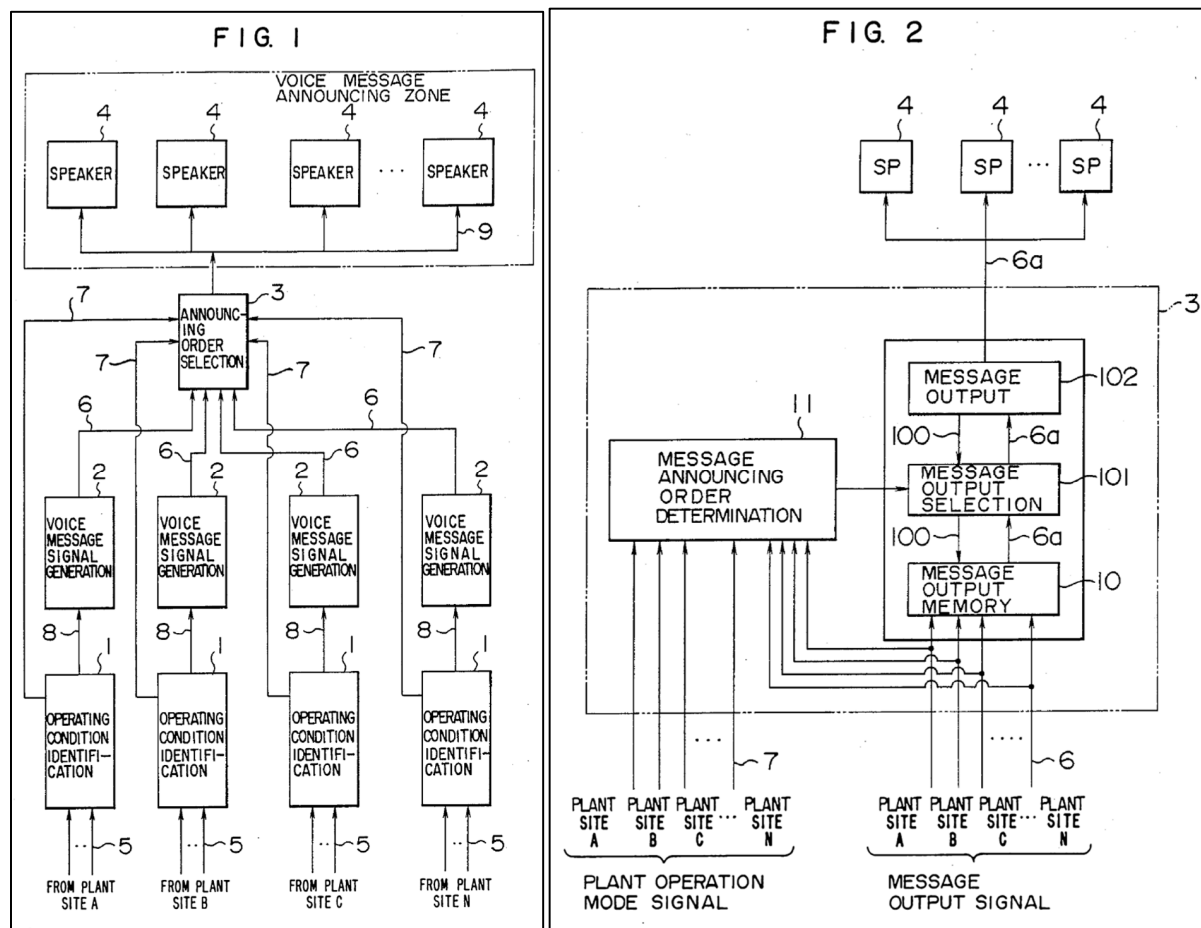 FIG. 1
VOICE MESSAGE
ANNOUNCING ZONE
4 4 4 4
SPEAKER SPEAKER SPEAKER ... SPEAKER
9
3
7
ANNOUNC-
ING
ORDER
SELECTION
7 7 7
6 6
6 6
2 2 2 2
VOICE MESSAGE SIGNAL GENERATION
VOICE MESSAGE SIGNAL GENERATION
VOICE MESSAGE SIGNAL GENERATION
VOICE MESSAGE SIGNAL GENERATION
8 8 8 8
1 1 1 1
OPERATING CONDITION IDENTIFI-CATION
OPERATING CONDITION IDENTIFI-CATION
OPERATING CONDITION IDENTIFI-CATION
OPERATING CONDITION IDENTIFI-CATION
.. 5 .. 5 .. 5 .. 5
FROM PLANT SITE A
FROM PLANT SITE B
FROM PLANT SITE C
FROM PLANT SITE N
FIG. 2
4 4 4
SP SP ... SP
6a
3
MESSAGE
OUTPUT
102
100 6a
11
MESSAGE
ANNOUNCING
ORDER
DETERMINATION
MESSAGE
OUTPUT
SELECTION
101
100 6a
MESSAGE
OUTPUT
MEMORY
10
... 7
.... 6
PLANT SITE A
PLANT SITE B
PLANT SITE C ...
PLANT SITE N
PLANT OPERATION
MODE SIGNAL
PLANT SITE A
PLANT SITE B
PLANT SITE C ...
PLANT SITE N
MESSAGE
OUTPUT SIGNAL